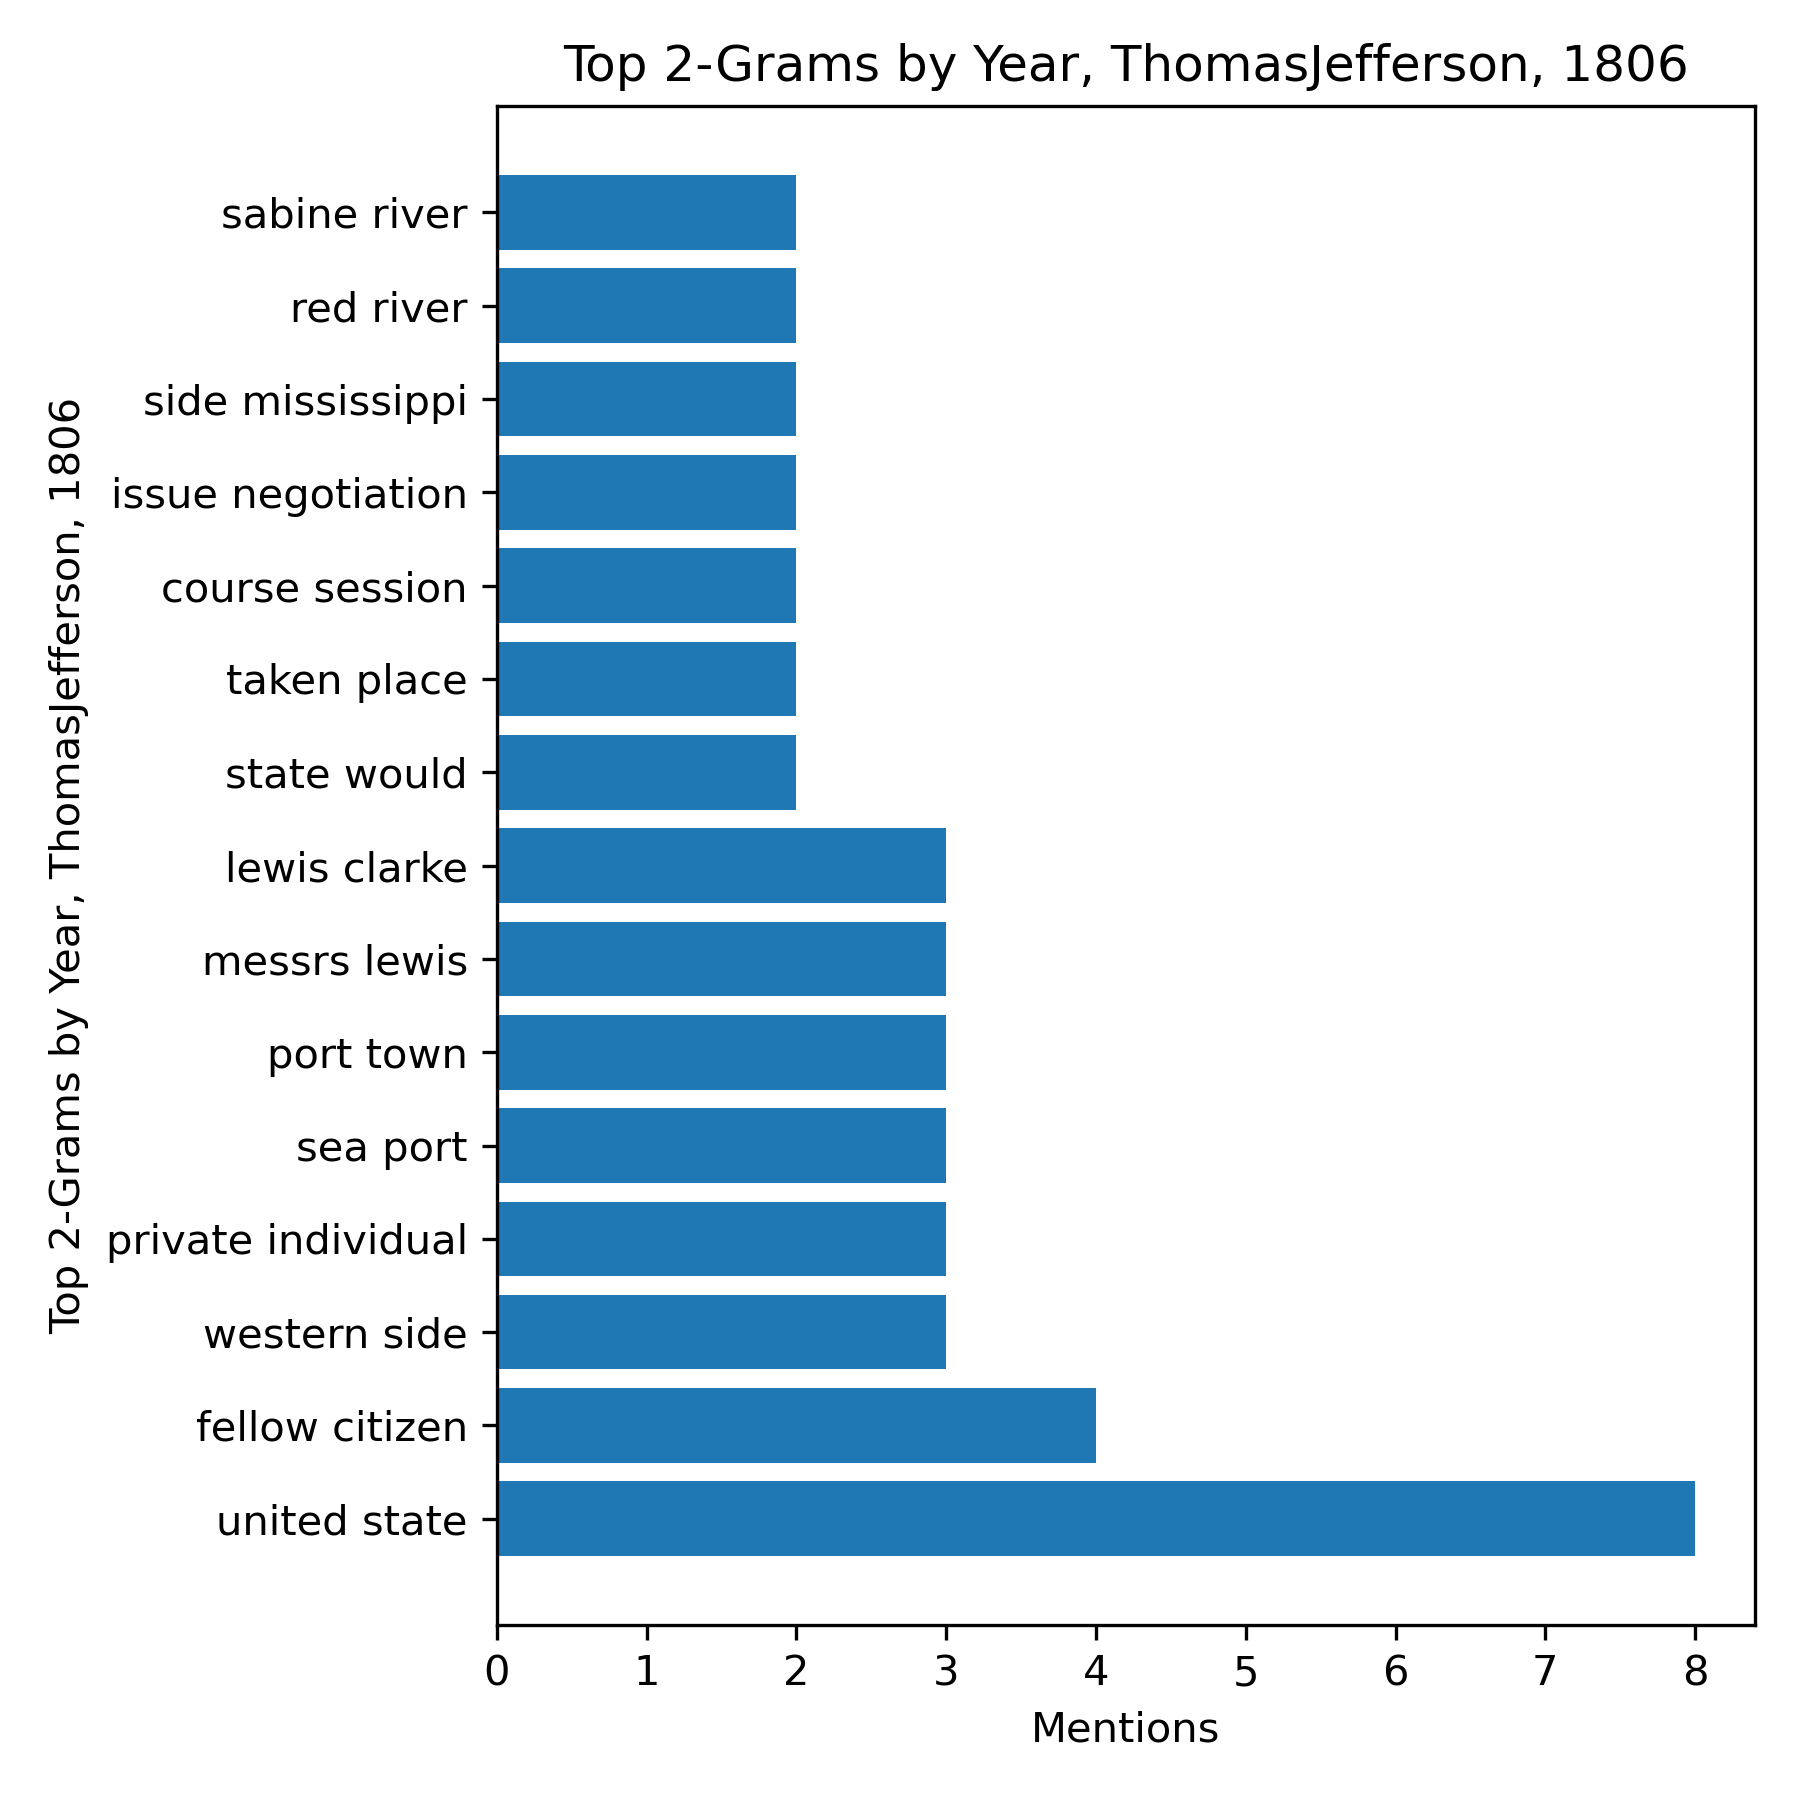 Top 2-Grams by Year, ThomasJefferson, 1806
Top 2-Grams by Year, ThomasJefferson, 1806
sabine river
red river
side mississippi
issue negotiation
course session
taken place
state would
lewis clarke
messrs lewis
port town
sea port
private individual
western side
fellow citizen
united state
0 1 2 3 4 5 6 7 8
Mentions